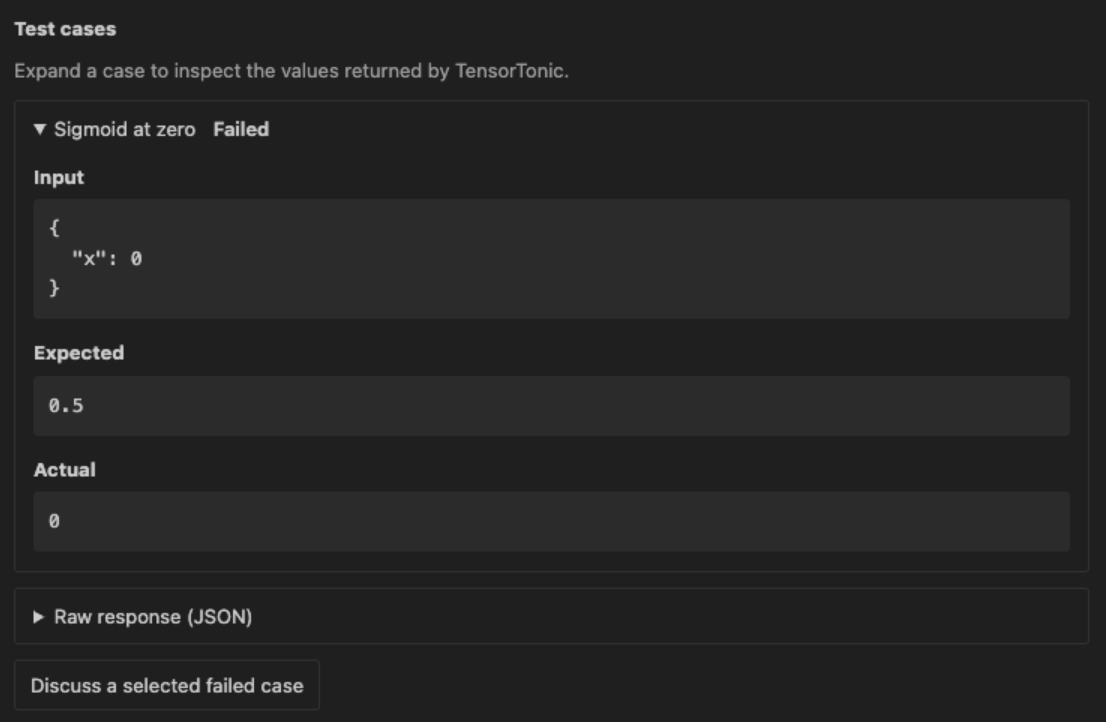 Test cases
Expand a case to inspect the values returned by TensorTonic.
▼ Sigmoid at zero Failed
Input
{
  "x": 0
}
Expected
0.5
Actual
0
▶ Raw response (JSON)
Discuss a selected failed case